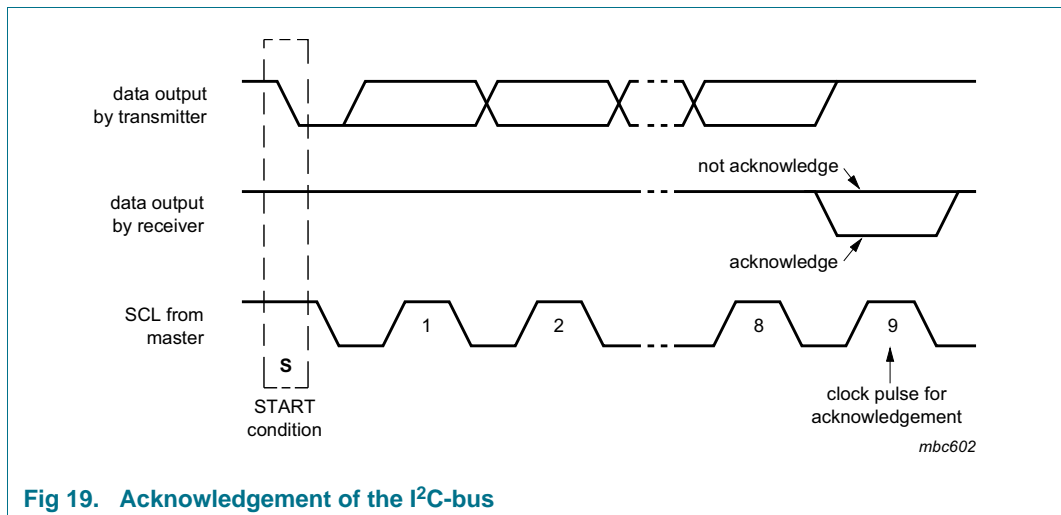 data output
by transmitter
not acknowledge
data output
by receiver
acknowledge
SCL from
master
1
2
8
9
S
START
condition
clock pulse for
acknowledgement
mbc602
Fig 19. Acknowledgement of the I²C-bus